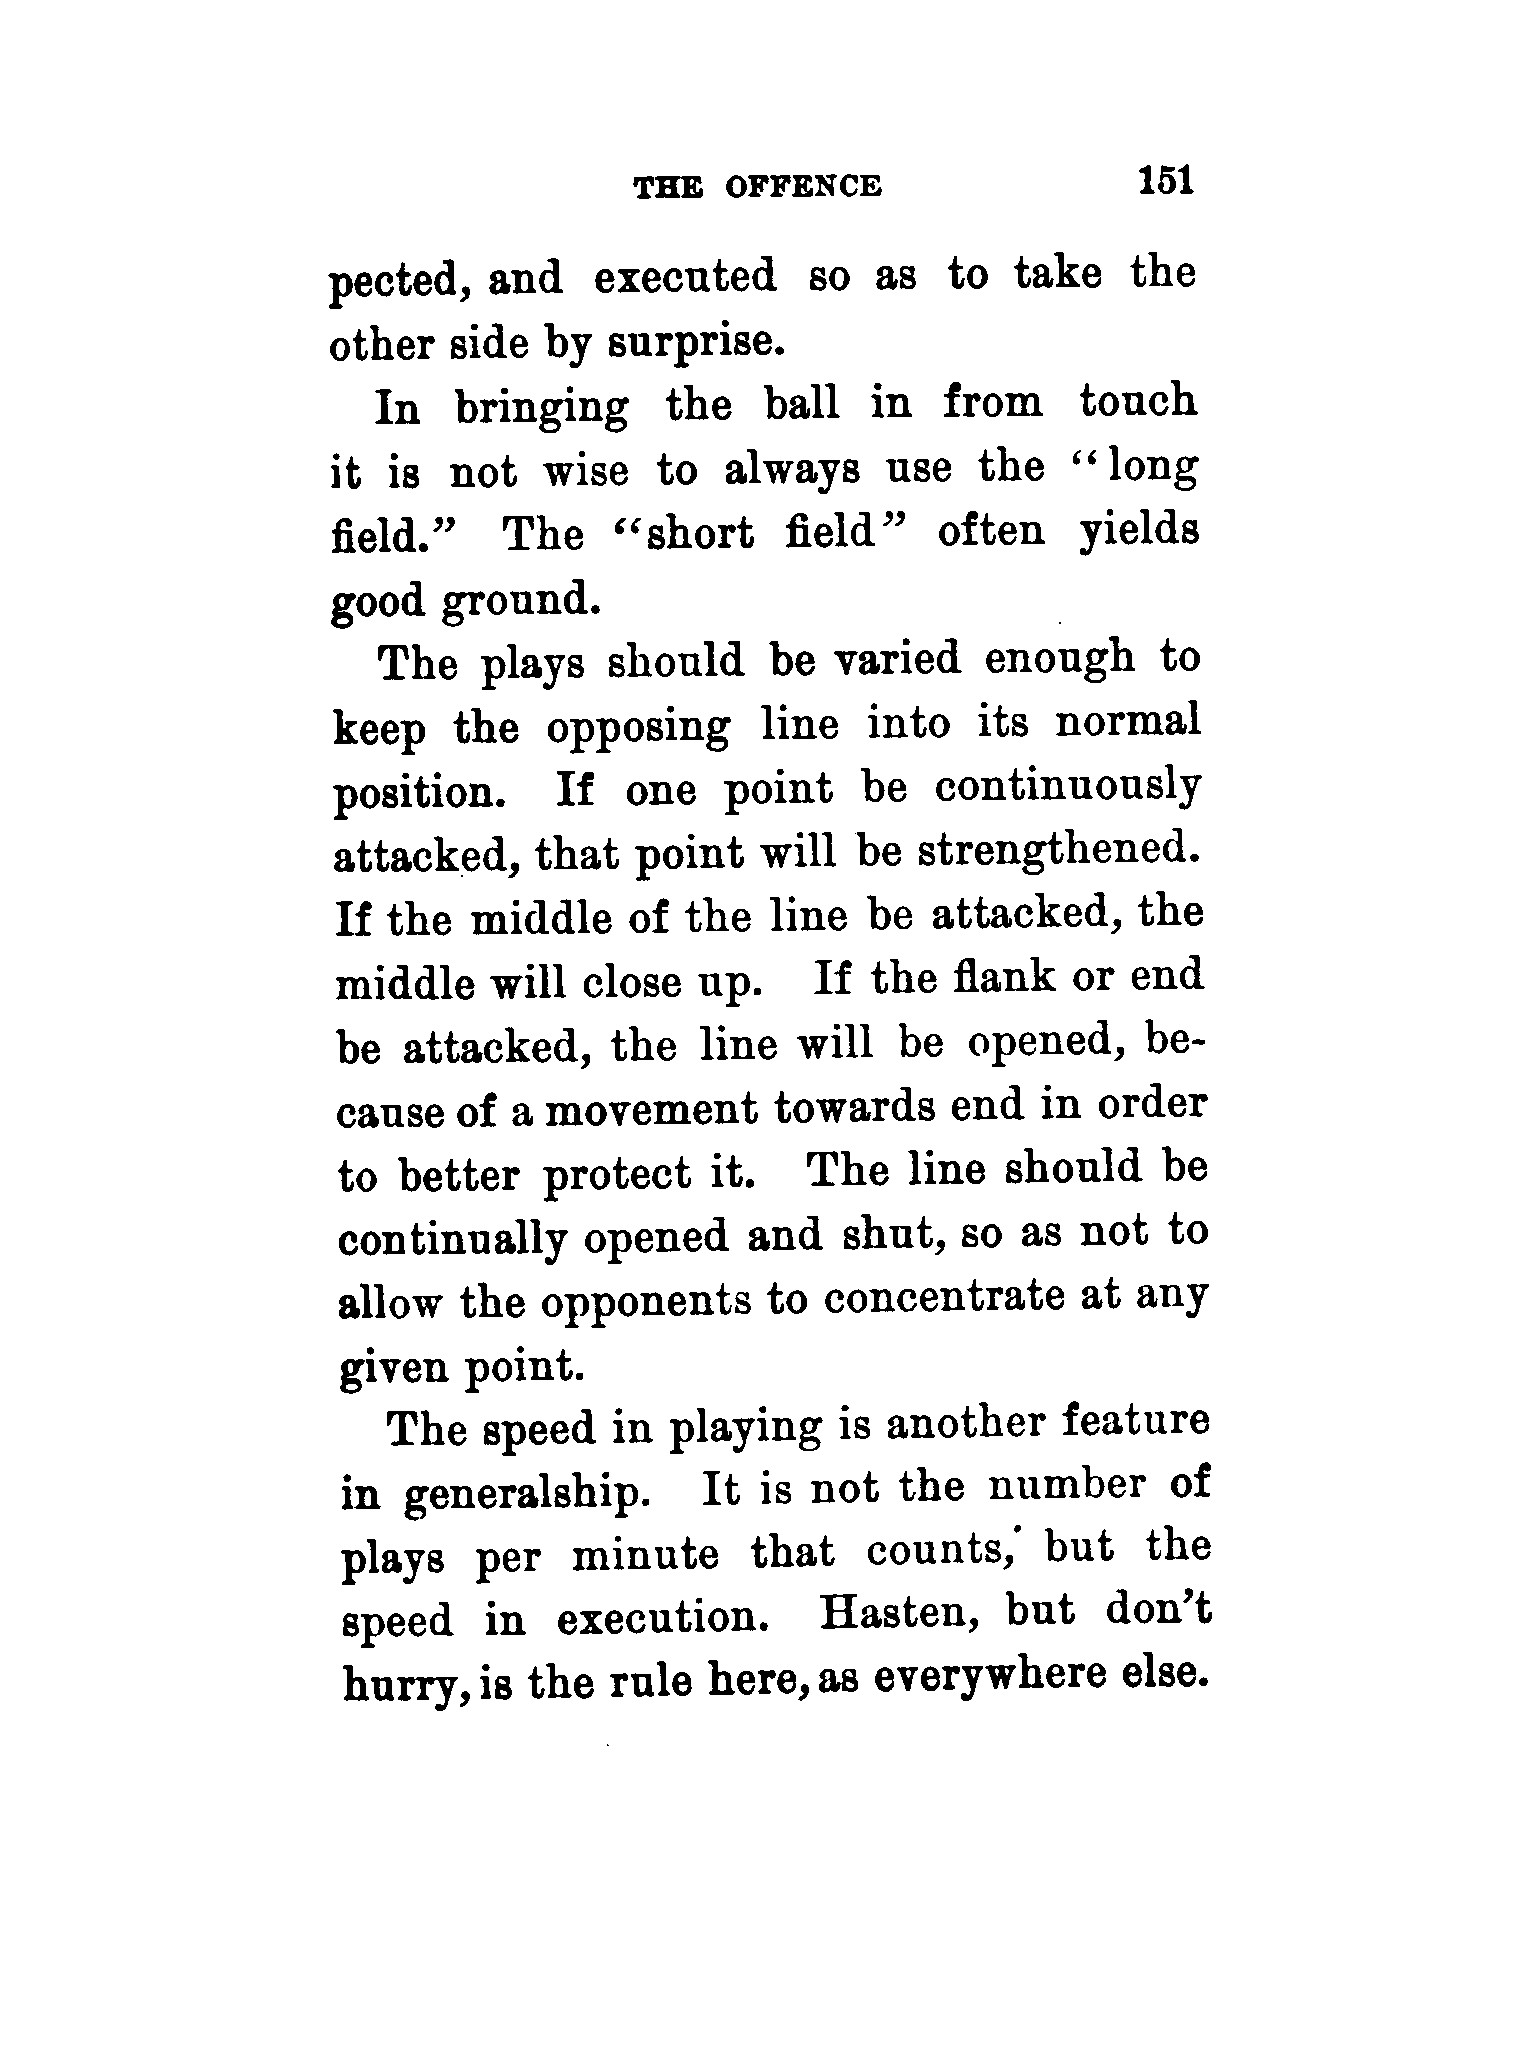 THE OFFENCE 151
pected, and executed so as to take the
other side by surprise.
In bringing the ball in from touch
it is not wise to always use the “long
field.” The “short field” often yields
good ground.
The plays should be varied enough to
keep the opposing line into its normal
position. If one point be continuously
attacked, that point will be strengthened.
If the middle of the line be attacked, the
middle will close up. If the flank or end
be attacked, the line will be opened, be-
cause of a movement towards end in order
to better protect it. The line should be
continually opened and shut, so as not to
allow the opponents to concentrate at any
given point.
The speed in playing is another feature
in generalship. It is not the number of
plays per minute that counts, but the
speed in execution. Hasten, but don’t
hurry, is the rule here, as everywhere else.